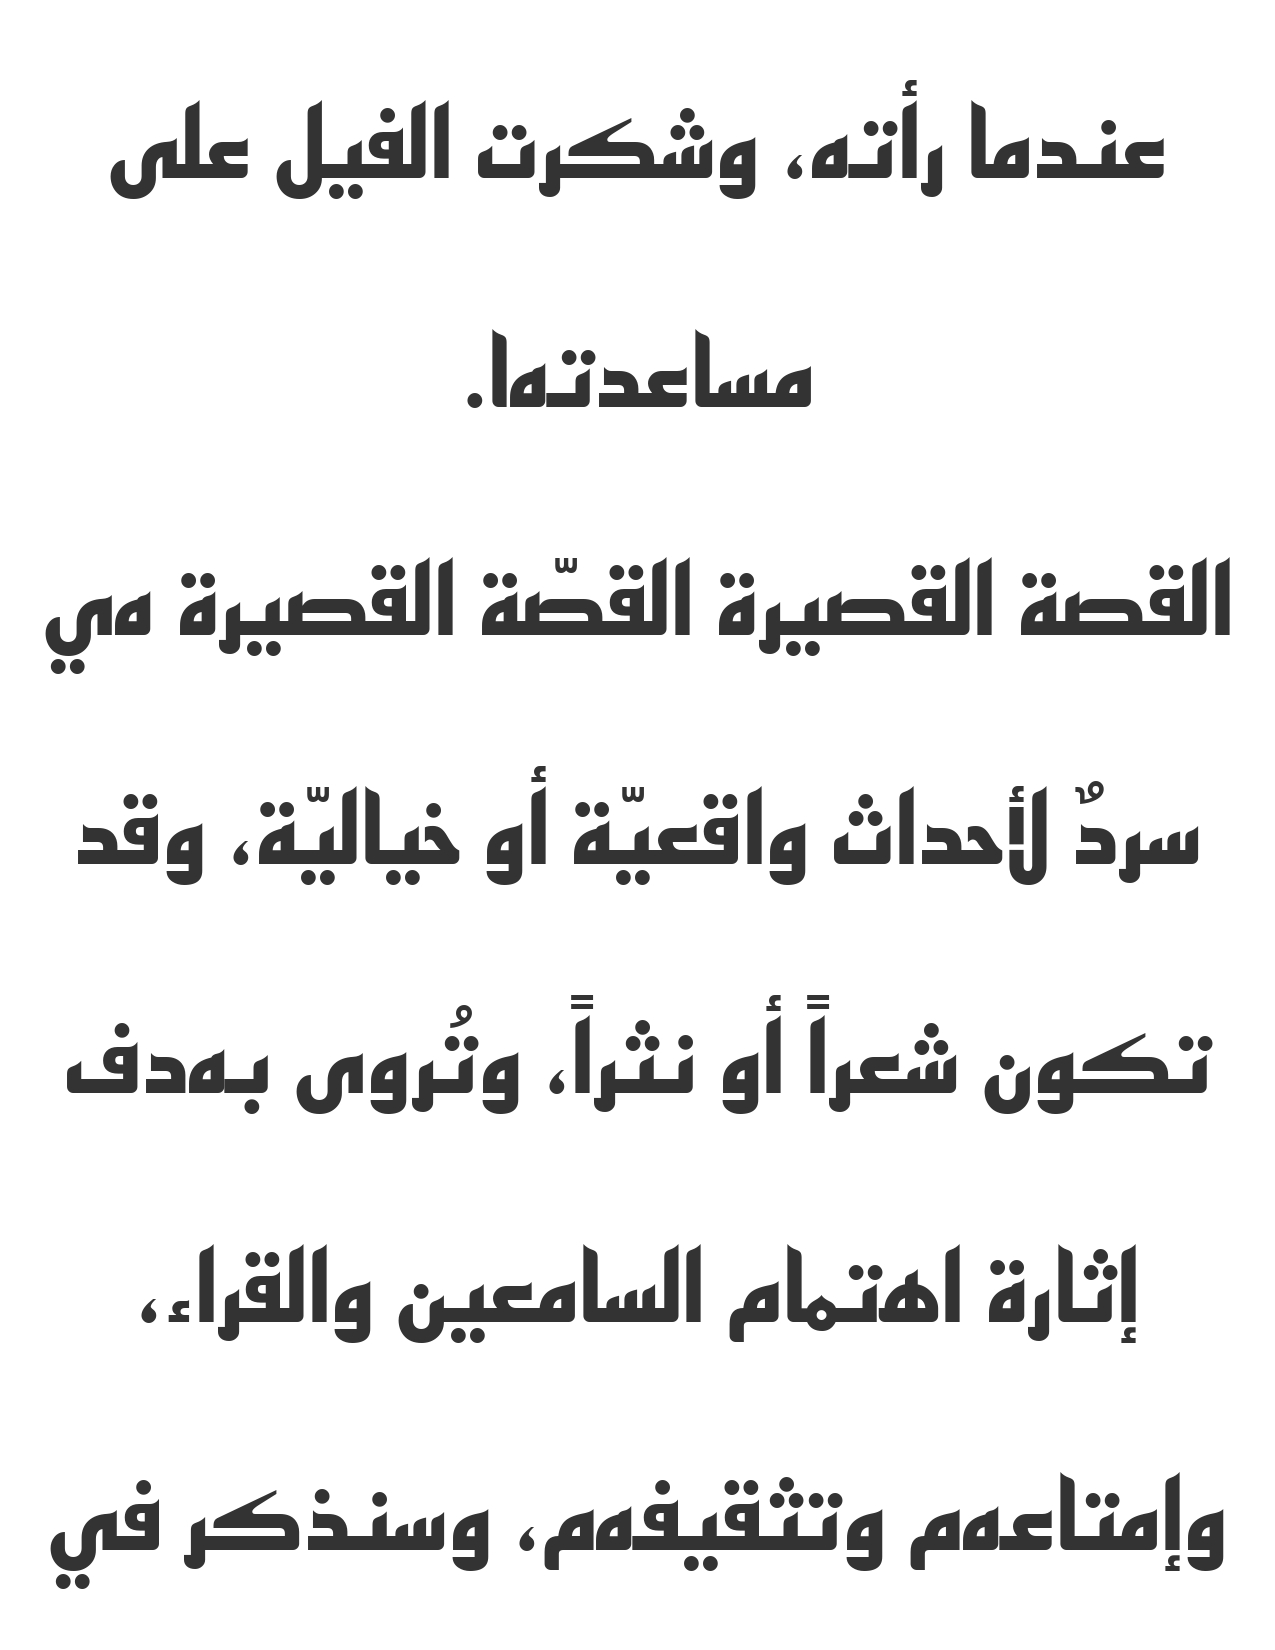 عندما رأته، وشكرت الفيل على
مساعدتها.
القصة القصيرة القصّة القصيرة هي
سردٌ لأحداث واقعيّة أو خياليّة، وقد
تكون شعراً أو نثراً، وتُروى بهدف
إثارة اهتمام السامعين والقراء،
وإمتاعهم وتثقيفهم، وسنذكر في